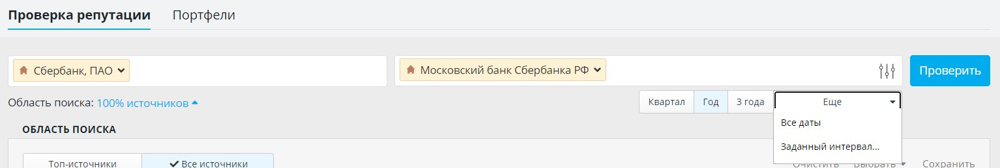 Проверка репутации Портфели
Сбербанк, ПАО Московский банк Сбербанка РФ Проверить
Область поиска: 100% источников Квартал Год 3 года Еще
Все даты
ОБЛАСТЬ ПОИСКА
Заданный интервал...
Топ-источники Все источники Очистить Выбрать Сохранить